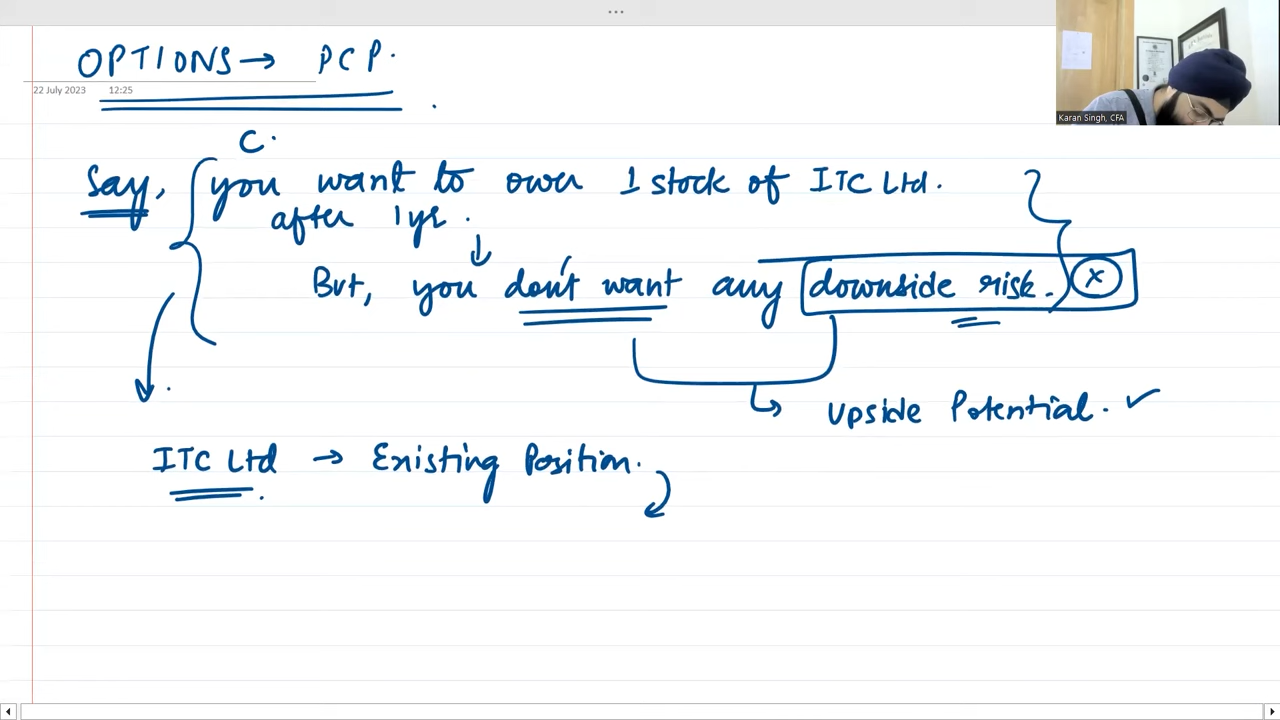 OPTIONS → PCP.
22 July 2023 12:25
Karan Singh, CFA
C.
Say, you want to own 1 stock of ITC Ltd.
after 1yr.
But, you don't want any downside risk. X
Upside Potential. ✓
ITC Ltd → Existing Position.